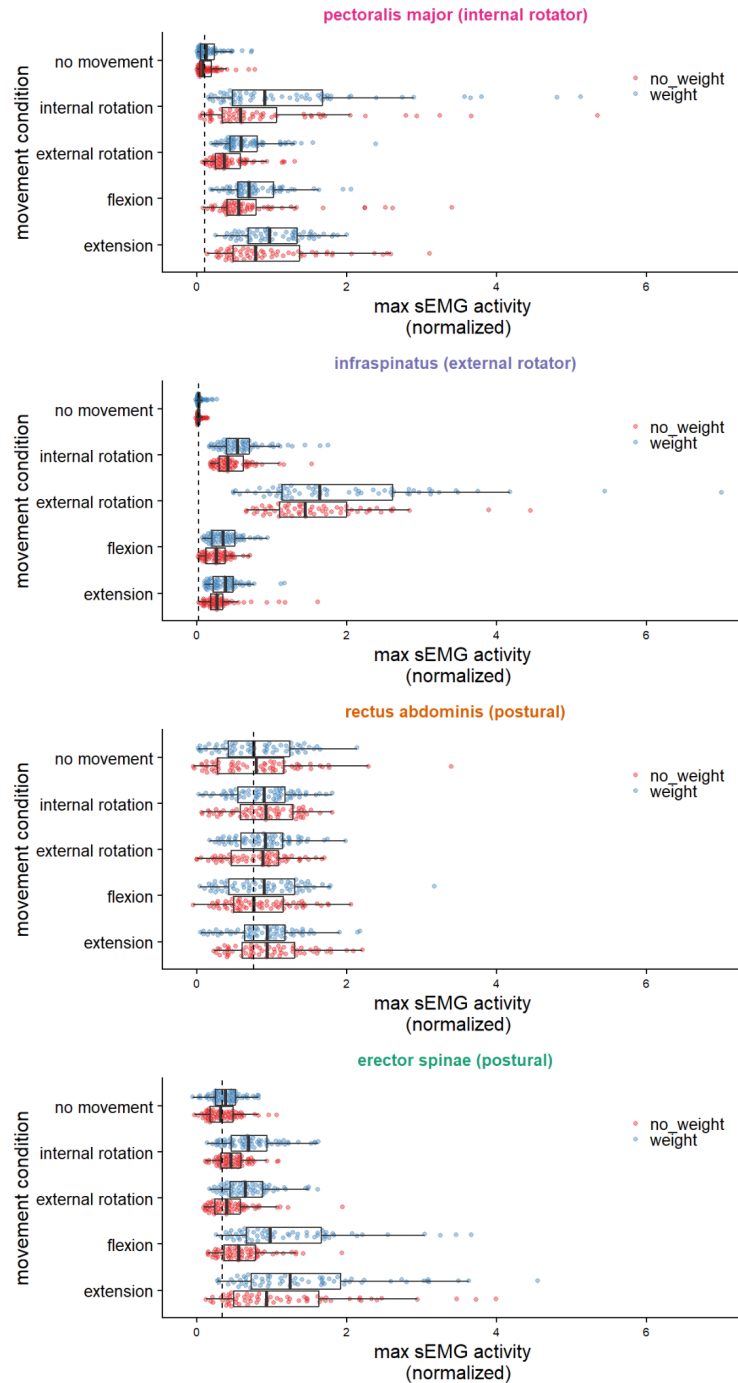 pectoralis major (internal rotator)
movement condition
no movement
internal rotation
external rotation
flexion
extension
no_weight
weight
0 2 4 6
max sEMG activity
(normalized)
infraspinatus (external rotator)
movement condition
no movement
internal rotation
external rotation
flexion
extension
no_weight
weight
0 2 4 6
max sEMG activity
(normalized)
rectus abdominis (postural)
movement condition
no movement
internal rotation
external rotation
flexion
extension
no_weight
weight
0 2 4 6
max sEMG activity
(normalized)
erector spinae (postural)
movement condition
no movement
internal rotation
external rotation
flexion
extension
no_weight
weight
0 2 4 6
max sEMG activity
(normalized)